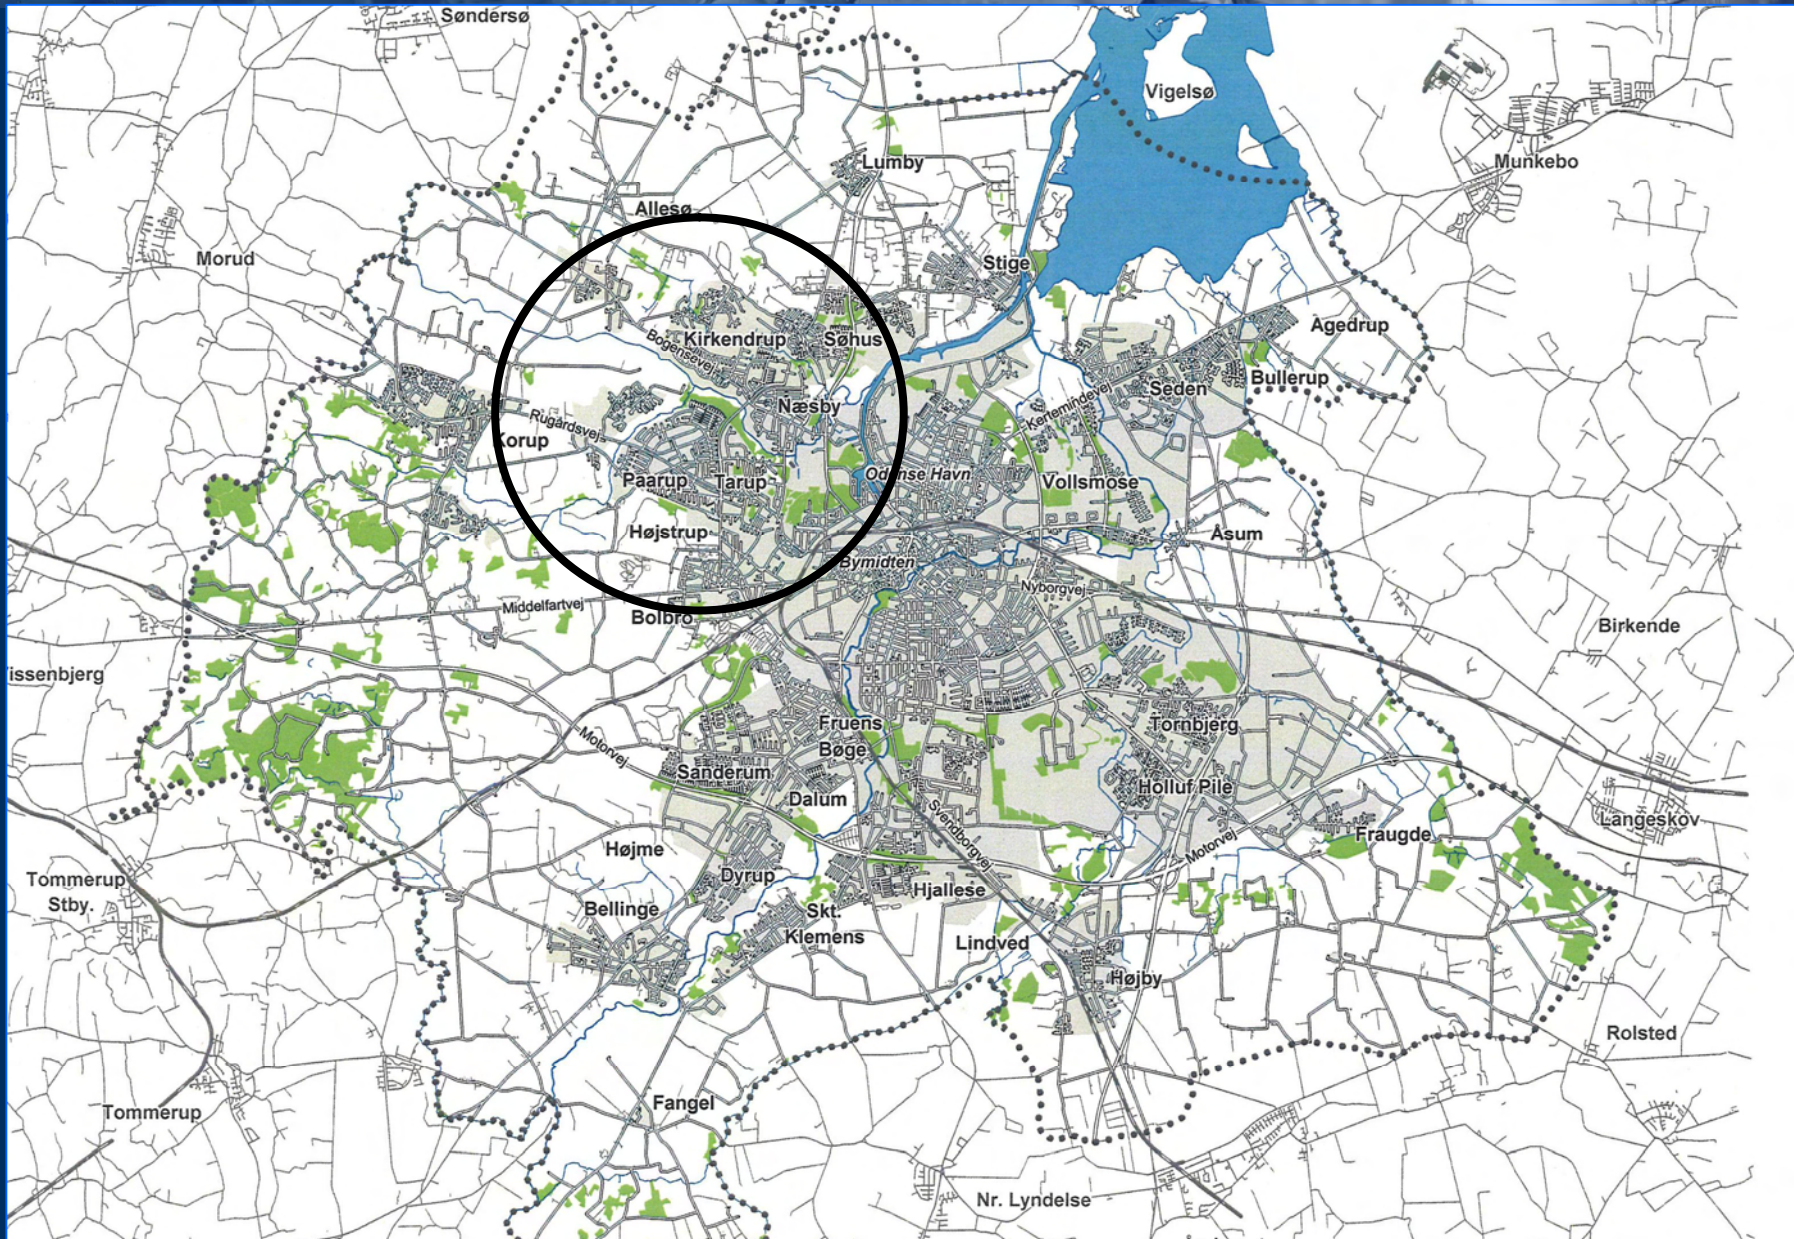 Søndersø
Vigelsø
Munkebo
Lumby
Allesø
Morud
Stige
Agedrup
Kirkendrup
Søhus
Bogensevej
Seden
Bullerup
Næsby
Kertemindevej
Rugårdsvej
Korup
Paarup
Tarup
Odense Havn
Vollsmose
Højstrup
Åsum
Bymidten
Nyborgvej
Middelfartvej
Bolbro
Birkende
issenbjerg
Fruens
Bøge
Tornbjerg
Motorvej
Sanderum
Dalum
Holluf Pile
Svendborgvej
Langeskov
Fraugde
Motorvej
Højme
Dyrup
Hjallese
Tommerup
Stby.
Bellinge
Skt.
Klemens
Lindved
Højby
Rolsted
Fangel
Tommerup
Nr. Lyndelse